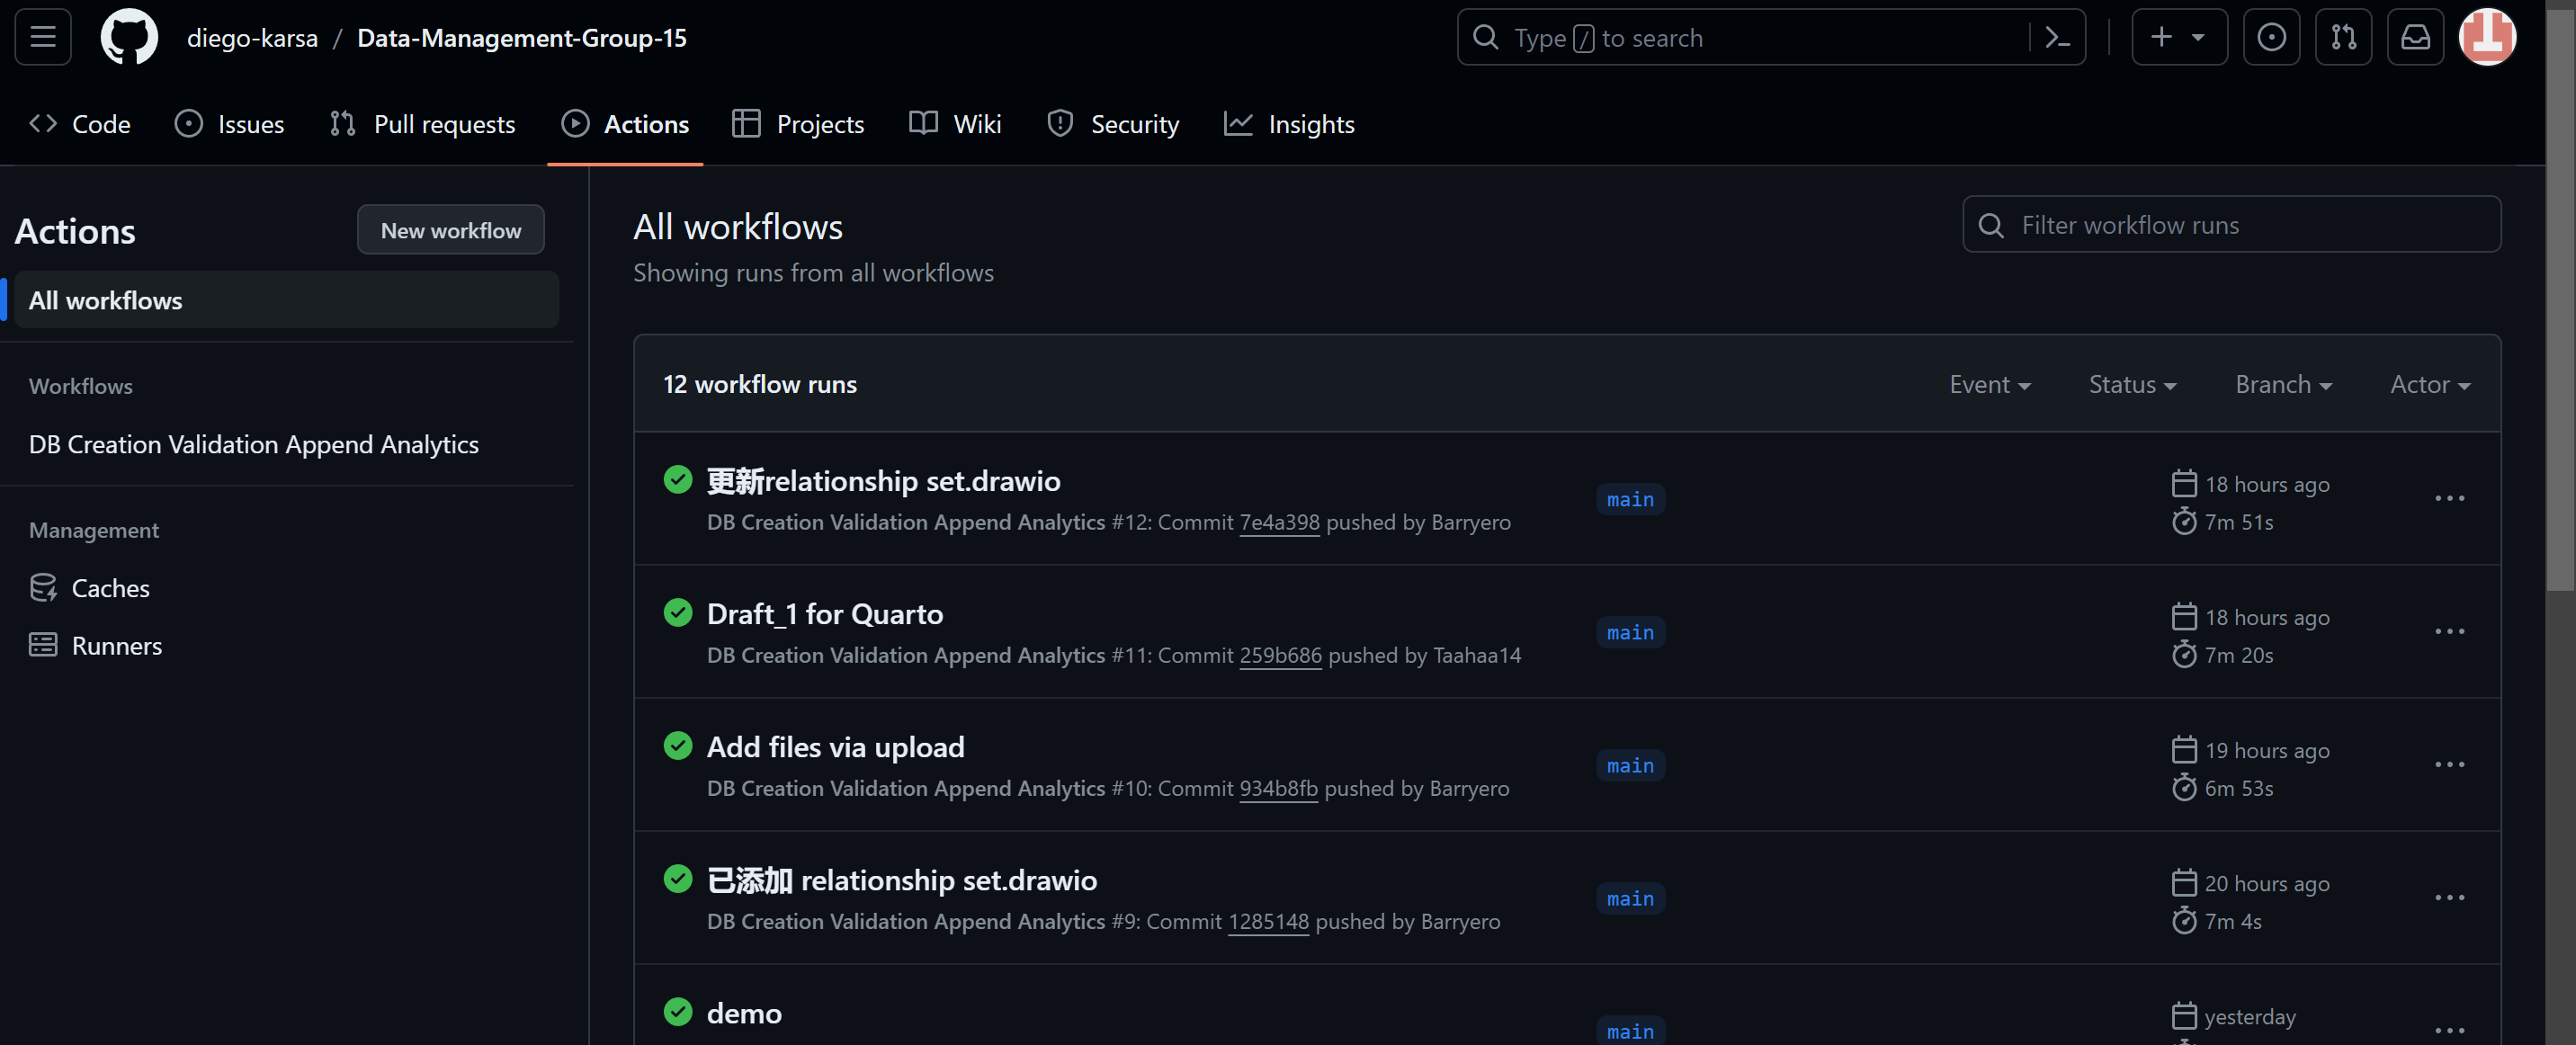 diego-karsa / Data-Management-Group-15
Type / to search
Code Issues Pull requests Actions Projects Wiki Security Insights
Actions
New workflow
All workflows
Workflows
DB Creation Validation Append Analytics
Management
Caches
Runners
All workflows
Showing runs from all workflows
Filter workflow runs
12 workflow runs
Event Status Branch Actor
更新relationship set.drawio
DB Creation Validation Append Analytics #12: Commit 7e4a398 pushed by Barryero
main
18 hours ago
7m 51s
Draft_1 for Quarto
DB Creation Validation Append Analytics #11: Commit 259b686 pushed by Taahaa14
main
18 hours ago
7m 20s
Add files via upload
DB Creation Validation Append Analytics #10: Commit 934b8fb pushed by Barryero
main
19 hours ago
6m 53s
已添加 relationship set.drawio
DB Creation Validation Append Analytics #9: Commit 1285148 pushed by Barryero
main
20 hours ago
7m 4s
demo
main
yesterday